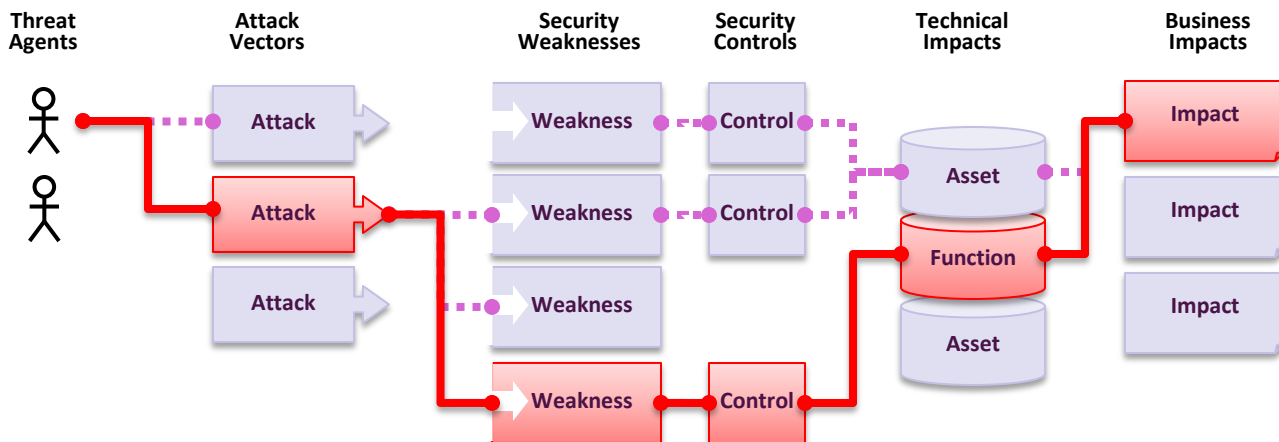 Threat
Agents
Attack
Vectors
Security
Weaknesses
Security
Controls
Technical
Impacts
Business
Impacts
Attack
Weakness
Control
Impact
Asset
Attack
Weakness
Control
Impact
Function
Attack
Weakness
Impact
Asset
Weakness
Control